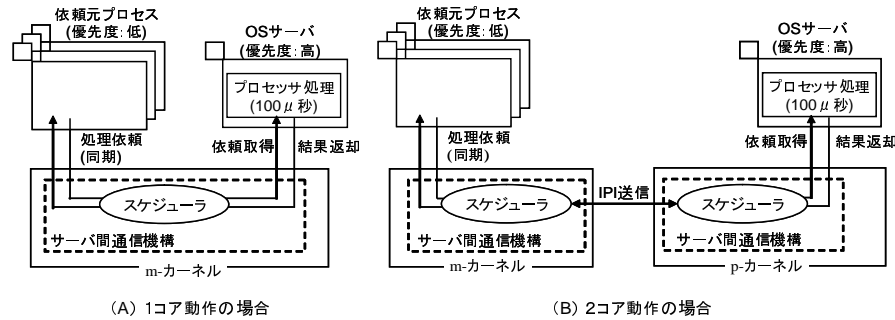 依頼元プロセス
(優先度:低)
OSサーバ
(優先度:高)
プロセッサ処理
(100μ秒)
処理依頼
(同期)
依頼取得
結果返却
スケジューラ
サーバ間通信機構
m-カーネル
(A) 1コア動作の場合
依頼元プロセス
(優先度:低)
OSサーバ
(優先度:高)
プロセッサ処理
(100μ秒)
処理依頼
(同期)
依頼取得
結果返却
IPI送信
スケジューラ
スケジューラ
サーバ間通信機構
サーバ間通信機構
m-カーネル
p-カーネル
(B) 2コア動作の場合